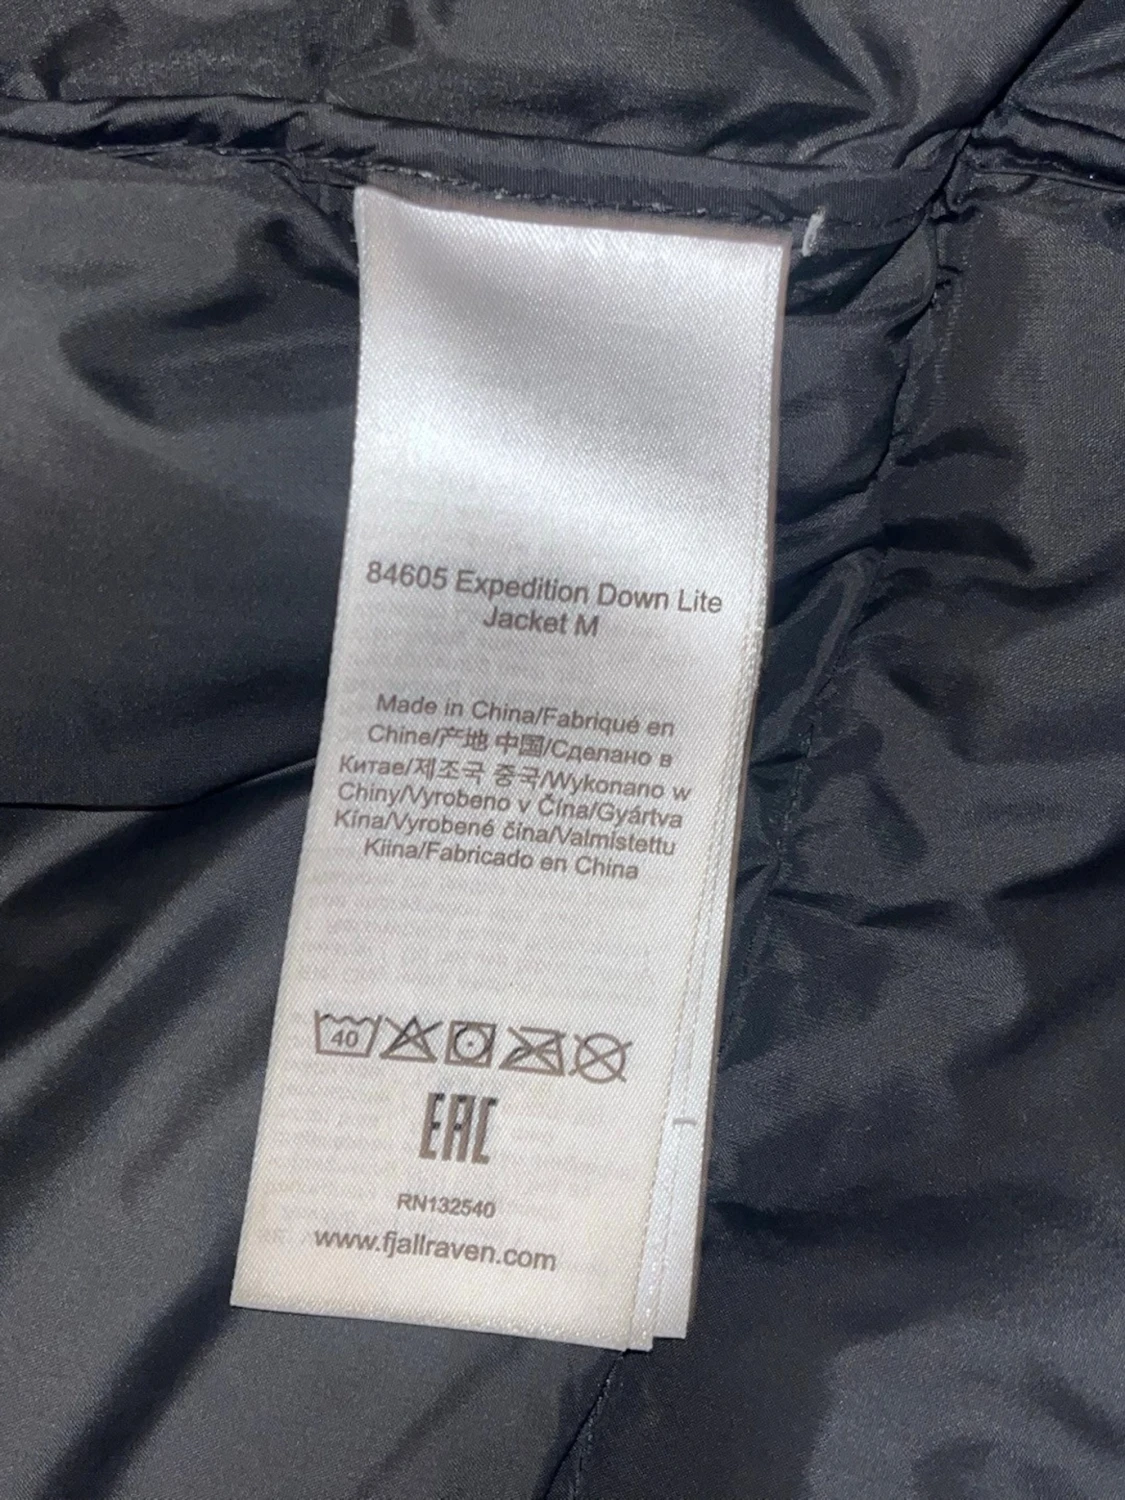 84605 Expedition Down Lite
Jacket M
Made in China/Fabriqué en
Chine/产地 中国/Сделано в
Китае/제조국 중국/Wykonano w
Chiny/Vyrobeno v Čína/Gyártva
Kína/Vyrobené čína/Valmistettu
Kiina/Fabricado en China
40
EAC
RN132540
www.fjallraven.com